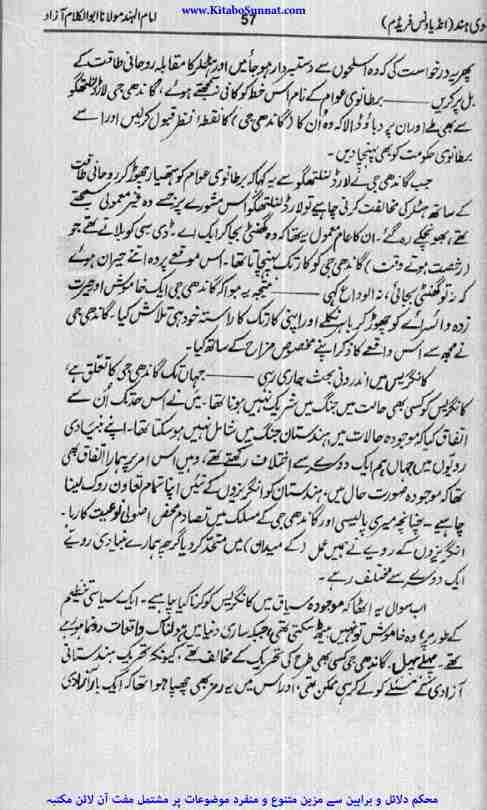 www.KitaboSunnat.com
دی ہند (انڈیا ونس فریڈم) 57 امام الہند مولانا ابوالکلام آزاد
پھر یہ درخواست کی کہ وہ اسلحوں سے دستبردار ہو جائیں اور ہٹلر کا مقابلہ روحانی طاقت کے
بل پر کریں ——— برطانوی عوام کے نام اس خط کو کافی نہ سمجھتے ہوئے، گاندھی جی لارڈ لنلتھگو
سے بھی ملے اور ان پر دباؤ ڈالا کہ وہ ان کا (گاندھی جی) کا نقطۂ نظر قبول کر لیں اور اسے
برطانوی حکومت کو بھی پہنچا دیں۔
جب گاندھی جی نے لارڈ لنلتھگو سے یہ کہا کہ برطانوی عوام کو ہتھیار چھوڑ کر روحانی طاقت
کے ساتھ ہٹلر کی مخالفت کرنی چاہیے تو لارڈ لنلتھگو اس مشورے پر جسے وہ غیر معمولی سمجھتے
تھے، بھونچکے رہ گئے۔ ان کا عام معمول یہ تھا کہ وہ گھنٹی بجا کر ایک اے۔ ڈی سی کو بلاتے تھے جو
(رخصت ہوتے وقت) گاندھی جی کو کار تک پہنچاتا تھا۔ اس موقعے پر وہ اتنے حیران ہوئے
کہ نہ تو گھنٹی بجائی، نہ الوداع کہی ——— نتیجہ یہ ہوا کہ گاندھی جی ایک خاموش اور حیرت
زدہ وائسرائے کو چھوڑ کر باہر نکلے اور اپنی کار تک کا راستہ خود ہی تلاش کیا۔ گاندھی جی
نے مجھ سے اس واقعے کا ذکر اپنے مخصوص مزاح کے ساتھ کیا۔
کانگریس میں اندرونی بحث جاری رہی ——— جہاں تک گاندھی جی کا تعلق ہے،
کانگریس کو کسی بھی حالت میں جنگ میں شریک نہیں ہونا تھا۔ میں نے اس حد تک اُن سے
اتفاق کیا کہ موجودہ حالات میں ہندستان جنگ میں شامل نہیں ہو سکتا تھا۔ اپنے بنیادی
رویّوں میں جہاں ہم ایک دوسرے سے اختلاف رکھتے تھے، وہیں اس امر پر ہمارا اتفاق بھی
تھا کہ موجودہ صورت حال میں، ہندستان کو انگریزوں کے تئیں اپنا تمام تعاون روک لینا
چاہیے۔ چنانچہ میری پالیسی اور گاندھی جی کے مسلک میں تصادم محض اصولی نوعیت کا رہا۔
انگریزوں کے رویے نے ہمیں عمل (کے میدان) میں متحد کر دیا گرچہ ہمارے بنیادی رویے
ایک دوسرے سے مختلف رہے۔
اب سوال یہ اٹھا کہ موجودہ سیاق میں کانگریس کو کرنا کیا چاہیے۔ ایک سیاسی تنظیم
کے طور پر وہ خاموش تو نہیں بیٹھ سکتی تھی جبکہ ساری دنیا میں ہولناک واقعات رونما ہو رہے
تھے۔ پہلے پہل، گاندھی جی کسی بھی طرح کی تحریک کے مخالف تھے، کیونکہ تحریک ہندستانی
آزادی کے مسئلے کو لے کر ہی ممکن تھی، اور اس میں یہ رمز بھی چھپا ہوا تھا کہ ایک بار آزادی
محکم دلائل و براہین سے مزین متنوع و منفرد موضوعات پر مشتمل مفت آن لائن مکتبہ